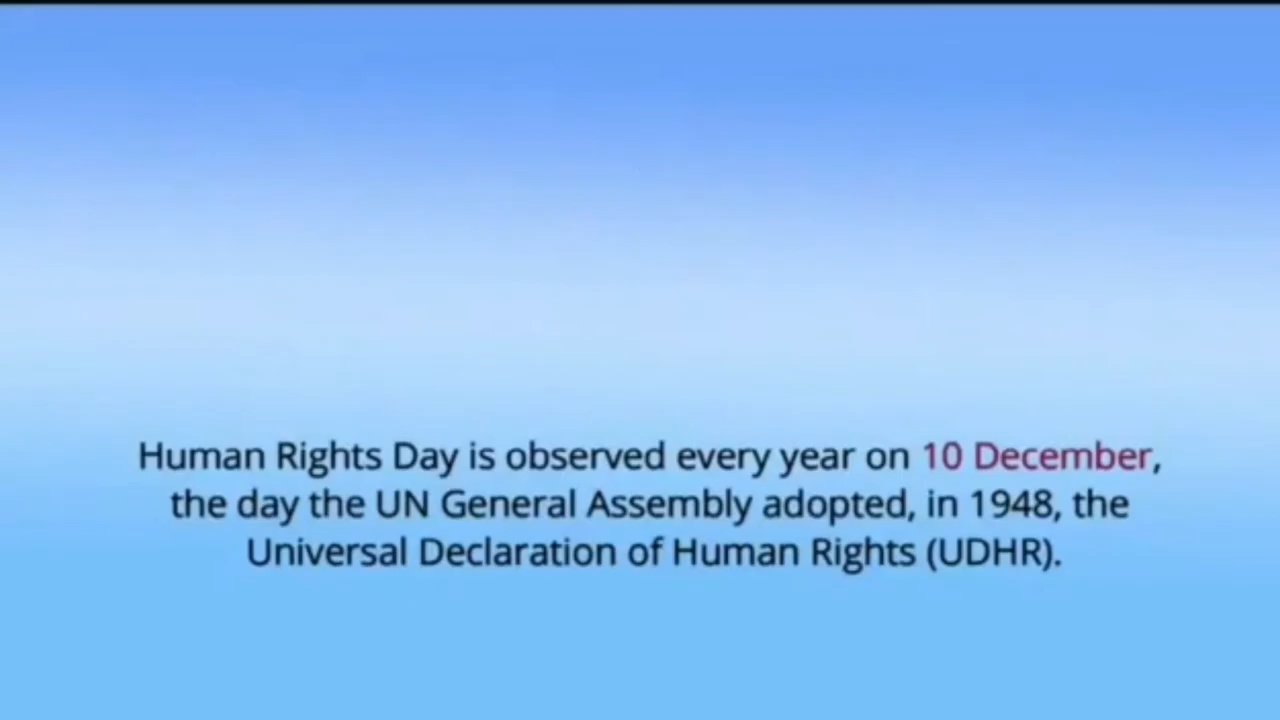 Human Rights Day is observed every year on 10 December,
the day the UN General Assembly adopted, in 1948, the
Universal Declaration of Human Rights (UDHR).